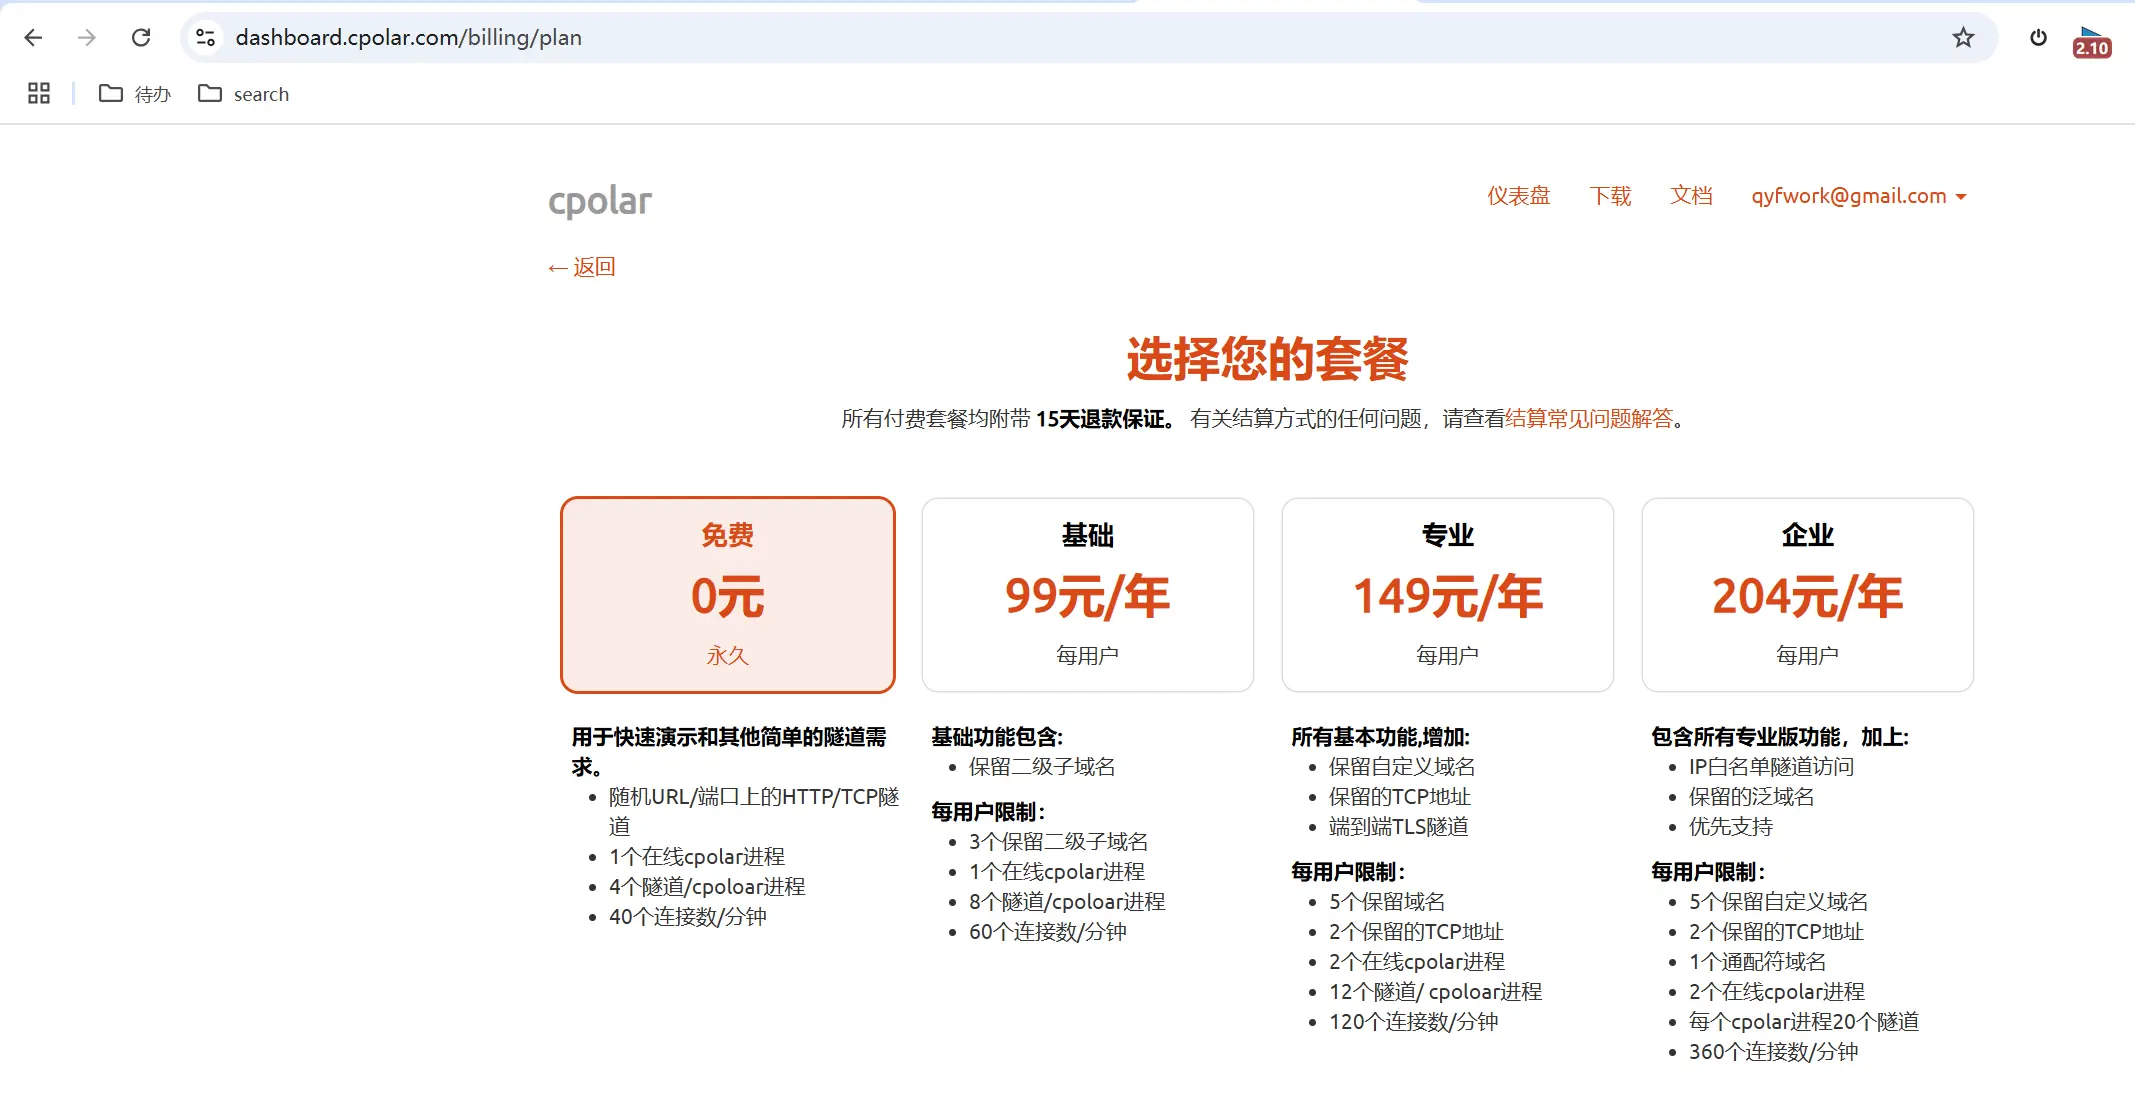 dashboard.cpolar.com/billing/plan
2.10
待办 search
cpolar
仪表盘 下载 文档 qyfwork@gmail.com
← 返回
选择您的套餐
所有付费套餐均附带 15天退款保证。 有关结算方式的任何问题，请查看结算常见问题解答。
免费
0元
永久
用于快速演示和其他简单的隧道需
求。
• 随机URL/端口上的HTTP/TCP隧
道
• 1个在线cpolar进程
• 4个隧道/cpoloar进程
• 40个连接数/分钟
基础
99元/年
每用户
基础功能包含:
• 保留二级子域名
每用户限制：
• 3个保留二级子域名
• 1个在线cpolar进程
• 8个隧道/cpoloar进程
• 60个连接数/分钟
专业
149元/年
每用户
所有基本功能,增加:
• 保留自定义域名
• 保留的TCP地址
• 端到端TLS隧道
每用户限制：
• 5个保留域名
• 2个保留的TCP地址
• 2个在线cpolar进程
• 12个隧道/ cpoloar进程
• 120个连接数/分钟
企业
204元/年
每用户
包含所有专业版功能，加上:
• IP白名单隧道访问
• 保留的泛域名
• 优先支持
每用户限制：
• 5个保留自定义域名
• 2个保留的TCP地址
• 1个通配符域名
• 2个在线cpolar进程
• 每个cpolar进程20个隧道
• 360个连接数/分钟